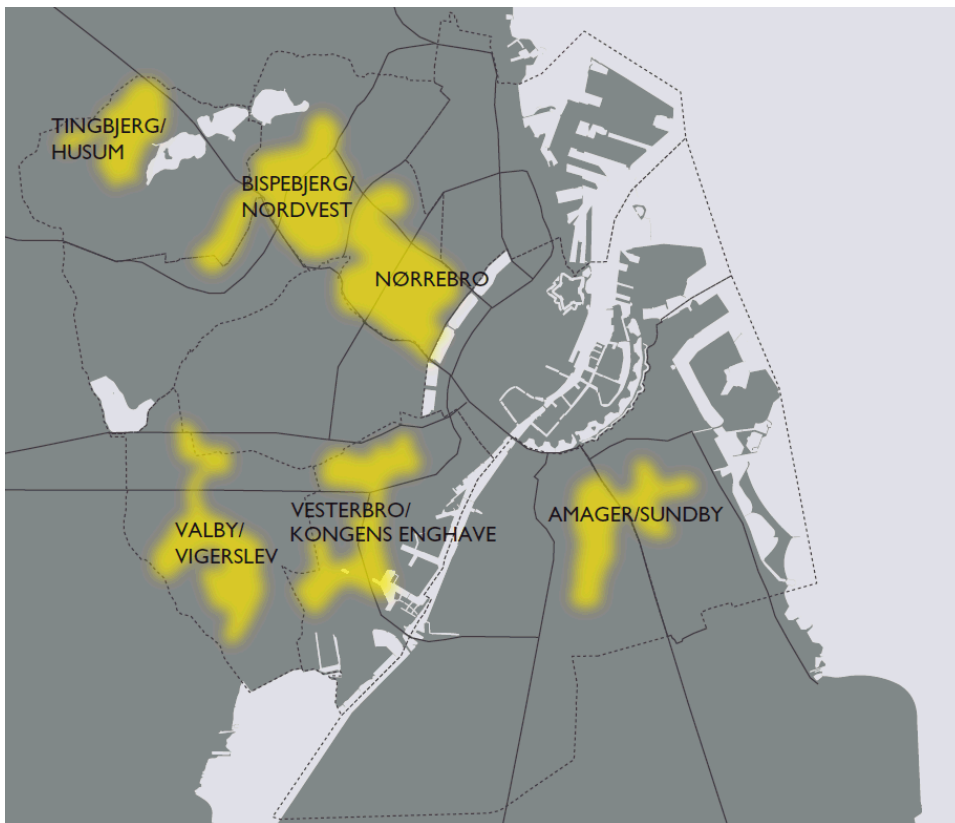 TINGBJERG/
HUSUM
BISPEBJERG/
NORDVEST
NØRREBRO
VALBY/
VIGERSLEV
VESTERBRO/
KONGENS ENGHAVE
AMAGER/SUNDBY